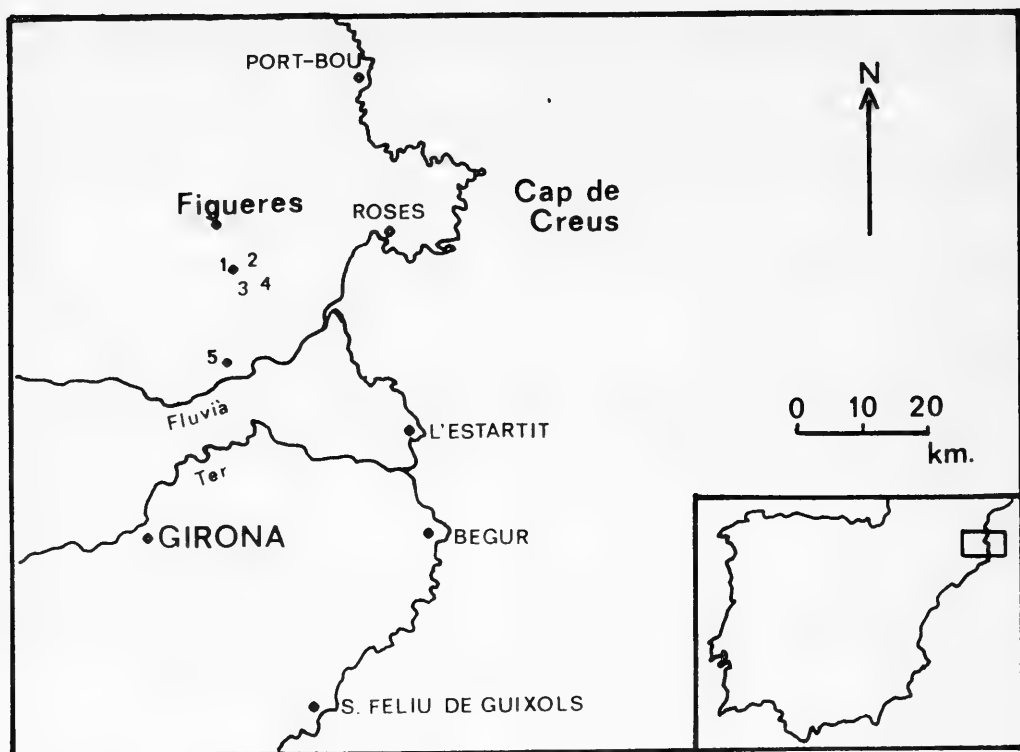 PORT-BOU
N
Figueres
Cap de
Creus
ROSES
1 2
3 4
5
Fluvià
0 10 20
km.
L'ESTARTIT
Ter
GIRONA
BEGUR
S. FELIU DE GUIXOLS